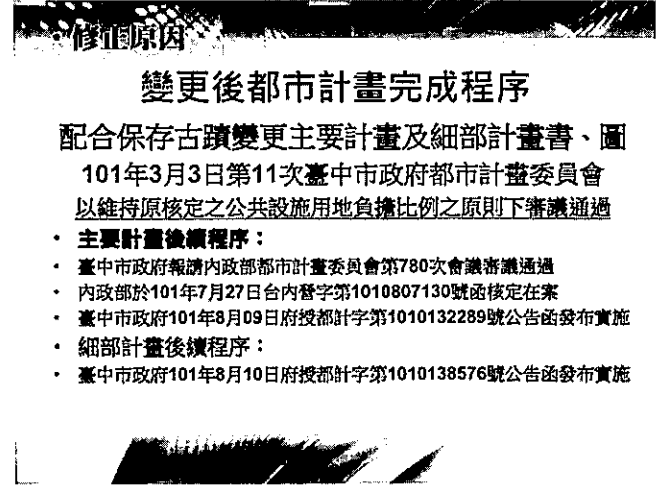 •修正原因
變更後都市計畫完成程序
配合保存古蹟變更主要計畫及細部計畫書、圖
101年3月3日第11次臺中市政府都市計畫委員會
以維持原核定之公共設施用地負擔比例之原則下審議通過
• 主要計畫後續程序：
• 臺中市政府報請內政部都市計畫委員會第780次會議審議通過
• 內政部於101年7月27日台內營字第1010807130號函核定在案
• 臺中市政府101年8月09日府授都計字第1010132289號公告函發布實施
• 細部計畫後續程序：
• 臺中市政府101年8月10日府授都計字第1010138576號公告函發布實施